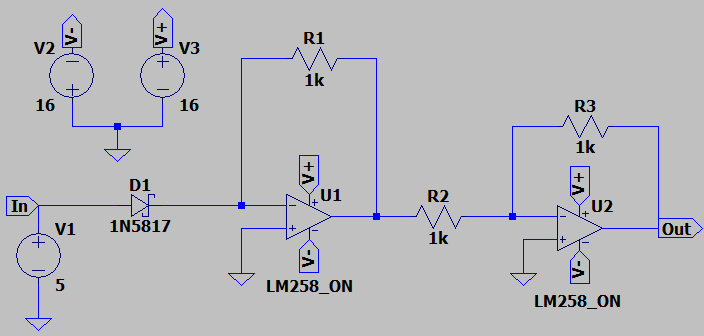 V-
V+
V2
V3
16
16
R1
1k
R3
1k
In
D1
1N5817
V+
U1
−
+
+
−
V-
LM258_ON
R2
1k
V+
U2
−
+
+
−
V-
LM258_ON
Out
V1
5